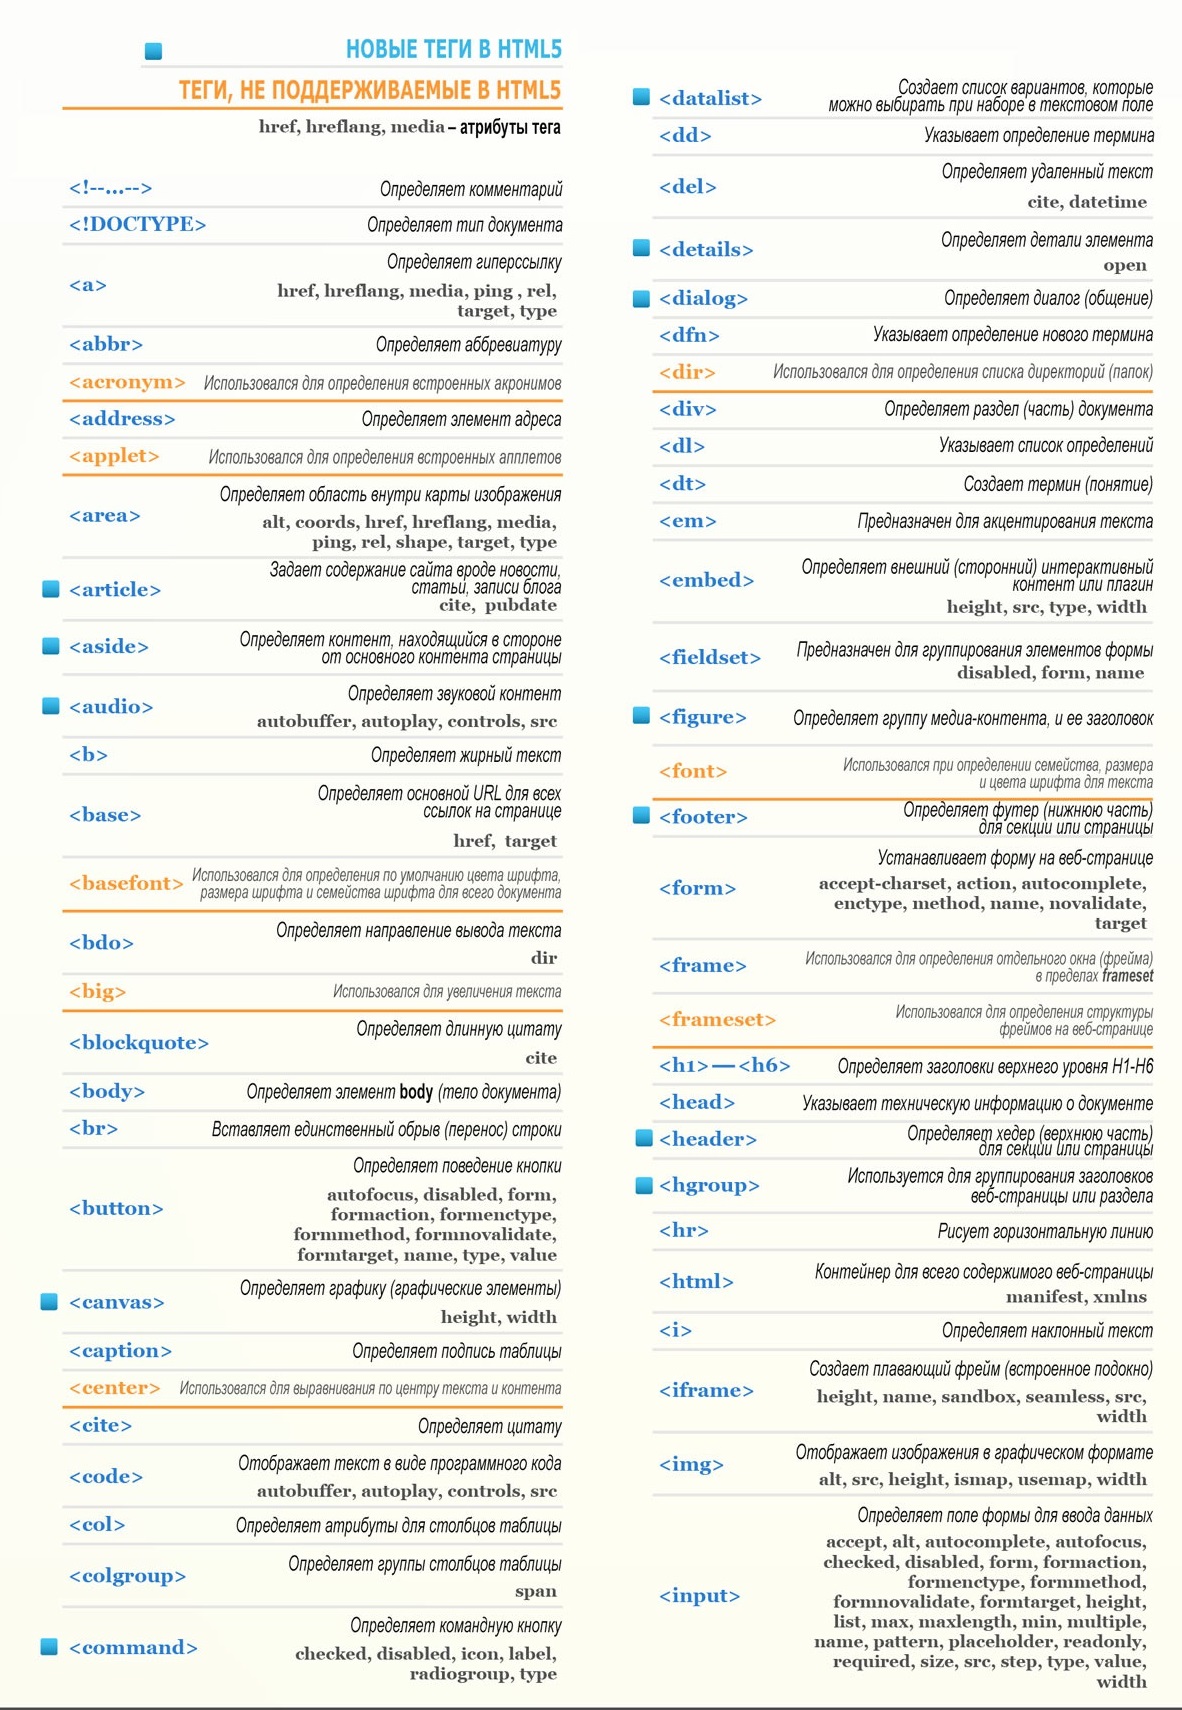 НОВЫЕ ТЕГИ В HTML5
ТЕГИ, НЕ ПОДДЕРЖИВАЕМЫЕ В HTML5
href, hreflang, media – атрибуты тега
<!--...--> Определяет комментарий
<!DOCTYPE> Определяет тип документа
Определяет гиперссылку
<a>
href, hreflang, media, ping , rel,
target, type
<abbr> Определяет аббревиатуру
<acronym> Использовался для определения встроенных акронимов
<address> Определяет элемент адреса
<applet> Использовался для определения встроенных апплетов
Определяет область внутри карты изображения
<area>
alt, coords, href, hreflang, media,
ping, rel, shape, target, type
Задает содержание сайта вроде новости,
<article> статьи, записи блога
cite, pubdate
Определяет контент, находящийся в стороне
<aside>
от основного контента страницы
Определяет звуковой контент
<audio>
autobuffer, autoplay, controls, src
<b> Определяет жирный текст
Определяет основной URL для всех
ссылок на странице
<base>
href, target
Использовался для определения по умолчанию цвета шрифта,
<basefont>
размера шрифта и семейства шрифта для всего документа
Определяет направление вывода текста
<bdo>
dir
<big> Использовался для увеличения текста
Определяет длинную цитату
<blockquote>
cite
<body> Определяет элемент body (тело документа)
<br> Вставляет единственный обрыв (перенос) строки
Определяет поведение кнопки
autofocus, disabled, form,
<button>
formaction, formenctype,
formmethod, formnovalidate,
formtarget, name, type, value
Определяет графику (графические элементы)
<canvas>
height, width
<caption> Определяет подпись таблицы
<center> Использовался для выравнивания по центру текста и контента
<cite> Определяет цитату
Отображает текст в виде программного кода
<code>
autobuffer, autoplay, controls, src
<col> Определяет атрибуты для столбцов таблицы
Определяет группы столбцов таблицы
<colgroup>
span
Определяет командную кнопку
<command>
checked, disabled, icon, label,
radiogroup, type
Создает список вариантов, которые
<datalist>
можно выбирать при наборе в текстовом поле
<dd> Указывает определение термина
Определяет удаленный текст
<del>
cite, datetime
Определяет детали элемента
<details>
open
<dialog> Определяет диалог (общение)
<dfn> Указывает определение нового термина
<dir> Использовался для определения списка директорий (папок)
<div> Определяет раздел (часть) документа
<dl> Указывает список определений
<dt> Создает термин (понятие)
<em> Предназначен для акцентирования текста
Определяет внешний (сторонний) интерактивный
<embed> контент или плагин
height, src, type, width
Предназначен для группирования элементов формы
<fieldset>
disabled, form, name
<figure> Определяет группу медиа-контента, и ее заголовок
Использовался при определении семейства, размера
<font>
и цвета шрифта для текста
Определяет футер (нижнюю часть)
<footer>
для секции или страницы
Устанавливает форму на веб-странице
<form>
accept-charset, action, autocomplete,
enctype, method, name, novalidate,
target
Использовался для определения отдельного окна (фрейма)
<frame>
в пределах frameset
Использовался для определения структуры
<frameset>
фреймов на веб-странице
<h1>—<h6> Определяет заголовки верхнего уровня H1-H6
<head> Указывает техническую информацию о документе
Определяет хедер (верхнюю часть)
<header>
для секции или страницы
Используется для группирования заголовков
<hgroup>
веб-страницы или раздела
<hr> Рисует горизонтальную линию
Контейнер для всего содержимого веб-страницы
<html>
manifest, xmlns
<i> Определяет наклонный текст
Создает плавающий фрейм (встроенное подокно)
<iframe>
height, name, sandbox, seamless, src,
width
Отображает изображения в графическом формате
<img>
alt, src, height, ismap, usemap, width
Определяет поле формы для ввода данных
accept, alt, autocomplete, autofocus,
checked, disabled, form, formaction,
formenctype, formmethod,
<input>
formnovalidate, formtarget, height,
list, max, maxlength, min, multiple,
name, pattern, placeholder, readonly,
required, size, src, step, type, value,
width